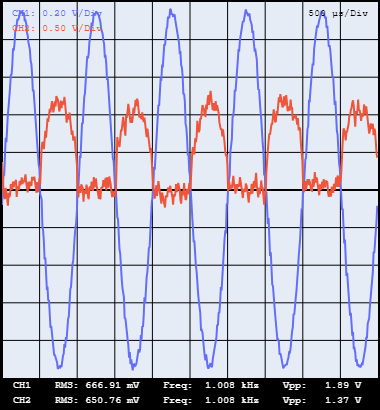 CH1: 0.20 V/Div 500 µs/Div
CH2: 0.50 V/Div
CH1 RMS: 666.91 mV Freq: 1.008 kHz Vpp: 1.89 V
CH2 RMS: 650.76 mV Freq: 1.008 kHz Vpp: 1.37 V